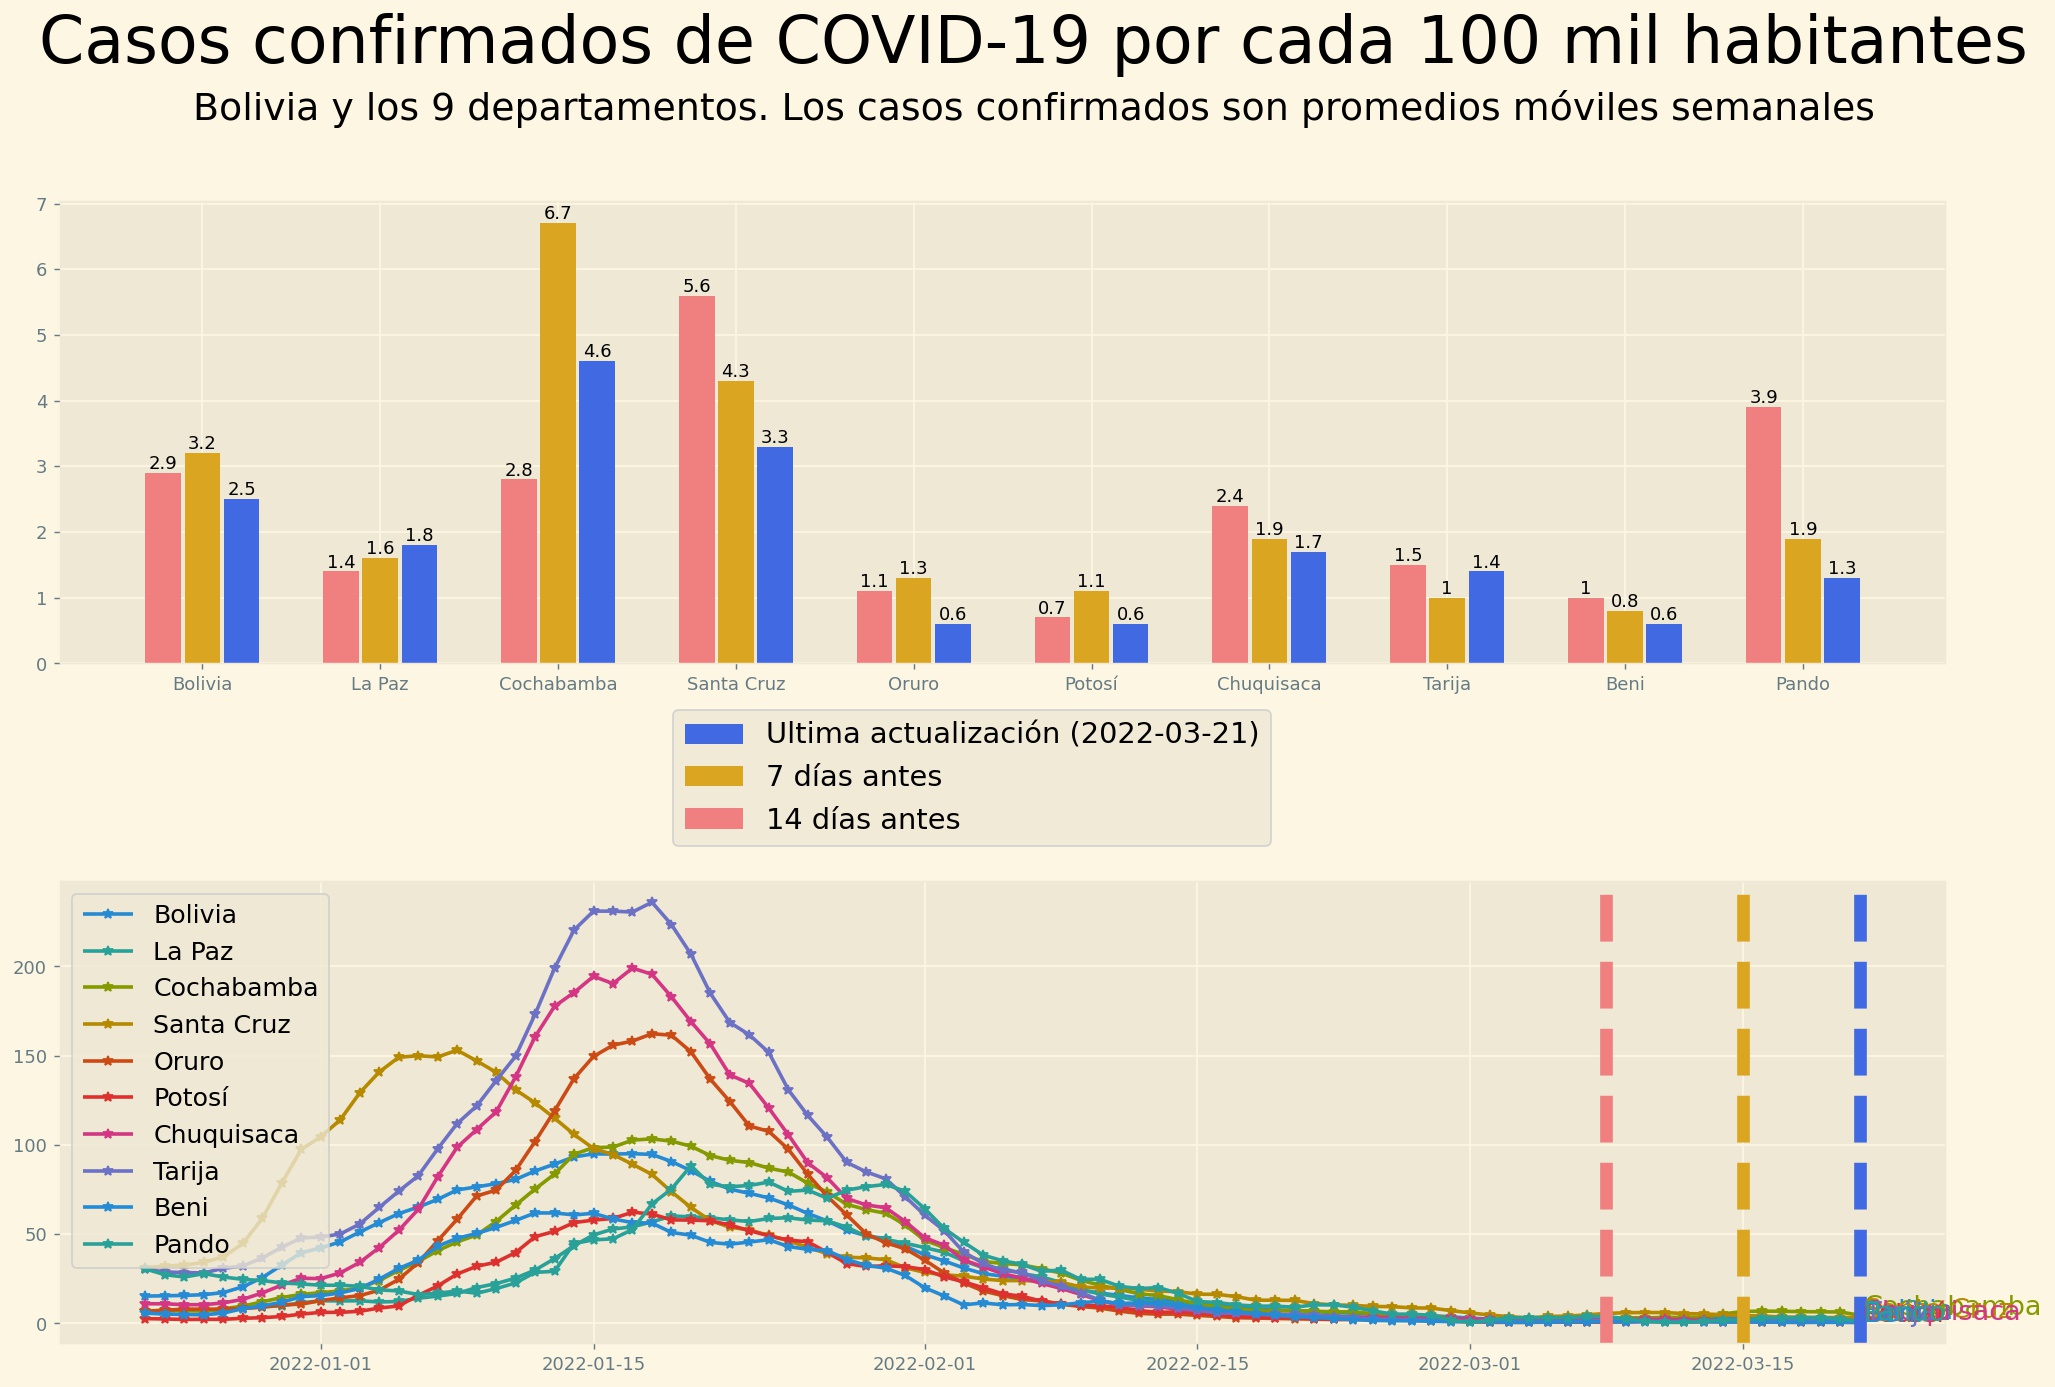 Casos confirmados de COVID-19 por cada 100 mil habitantes
Bolivia y los 9 departamentos. Los casos confirmados son promedios móviles semanales
7
6
5
4
3
2
1
0
2.9 3.2 2.5
1.4 1.6 1.8
2.8 6.7 4.6
5.6 4.3 3.3
1.1 1.3 0.6
0.7 1.1 0.6
2.4 1.9 1.7
1.5 1 1.4
1 0.8 0.6
3.9 1.9 1.3
Bolivia La Paz Cochabamba Santa Cruz Oruro Potosí Chuquisaca Tarija Beni Pando
Ultima actualización (2022-03-21)
7 días antes
14 días antes
Bolivia
La Paz
Cochabamba
Santa Cruz
Oruro
Potosí
Chuquisaca
Tarija
Beni
Pando
200
150
100
50
0
Cochabamba
Chuquisaca
2022-01-01 2022-01-15 2022-02-01 2022-02-15 2022-03-01 2022-03-15